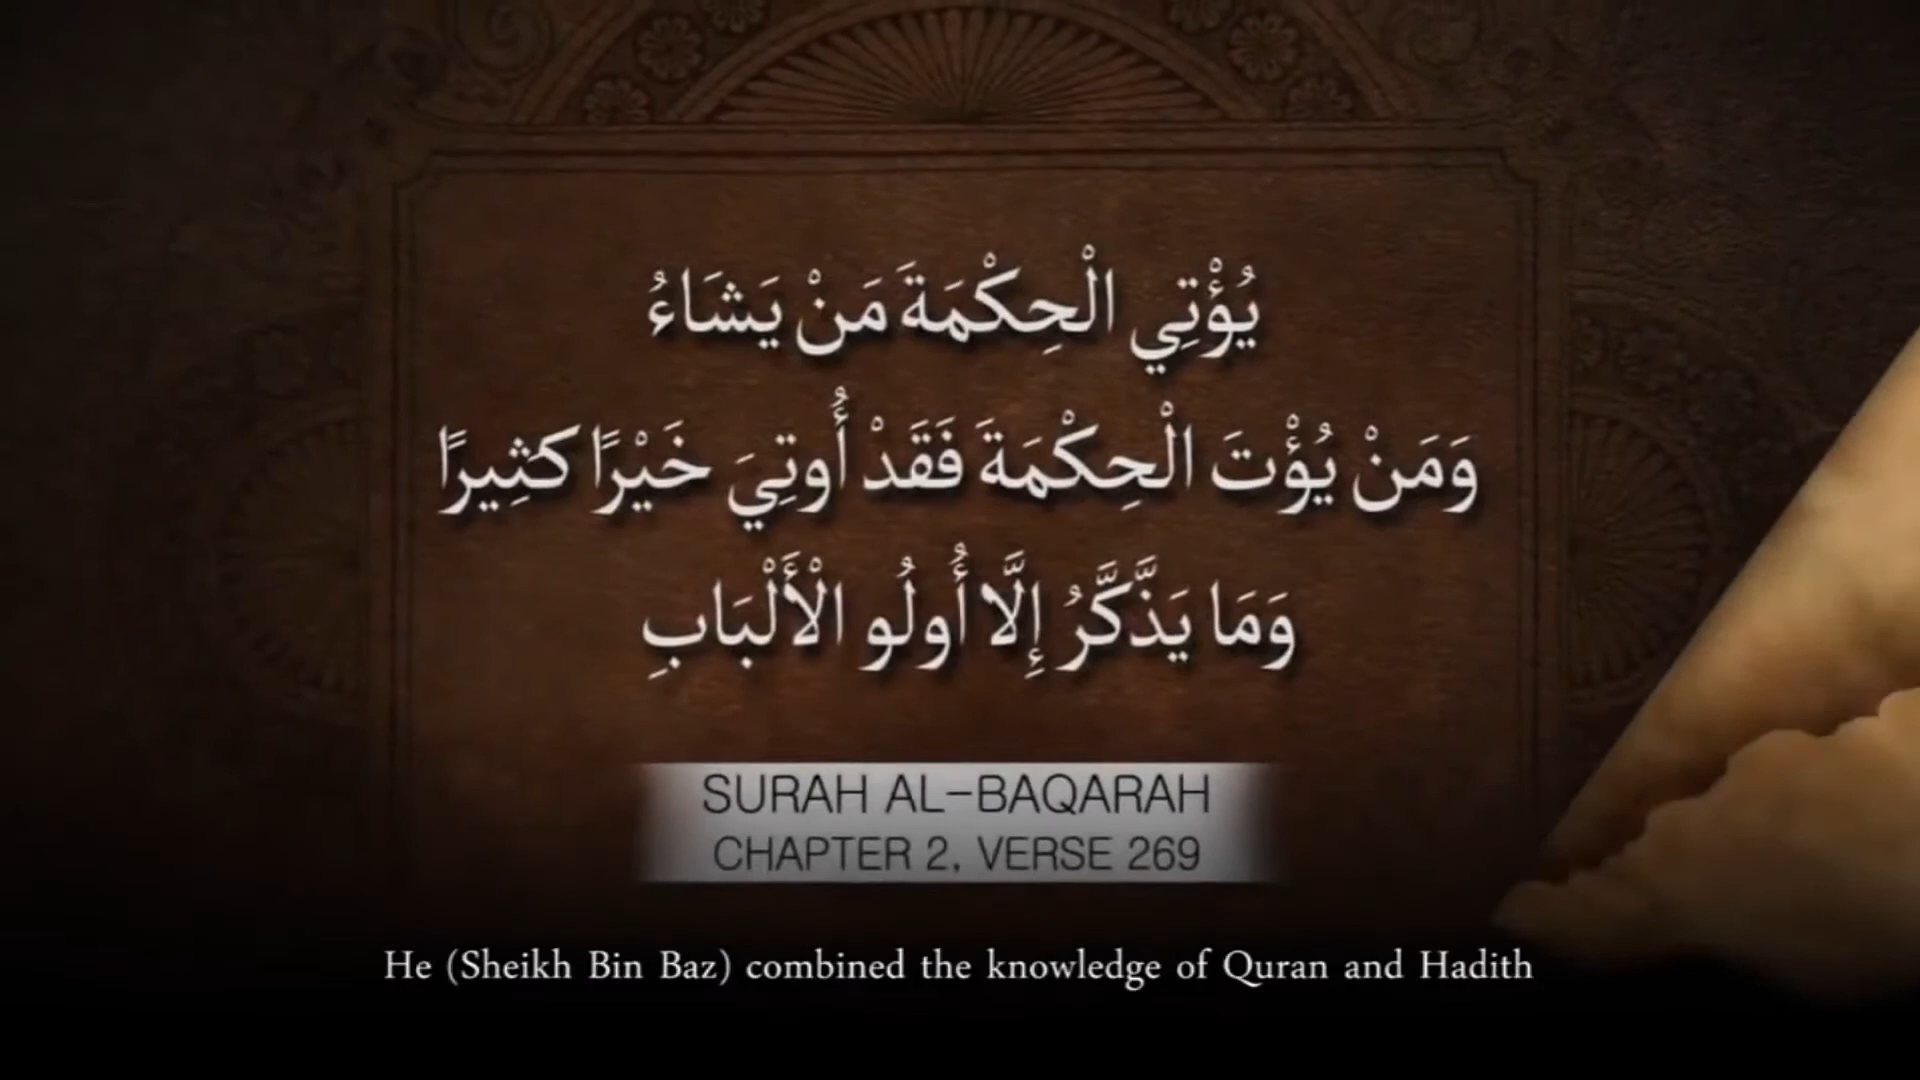 يُؤْتِي الْحِكْمَةَ مَنْ يَشَاءُ
وَمَنْ يُؤْتَ الْحِكْمَةَ فَقَدْ أُوتِيَ خَيْرًا كَثِيرًا
وَمَا يَذَّكَّرُ إِلَّا أُولُو الْأَلْبَابِ
SURAH AL-BAQARAH
CHAPTER 2, VERSE 269
He (Sheikh Bin Baz) combined the knowledge of Quran and Hadith